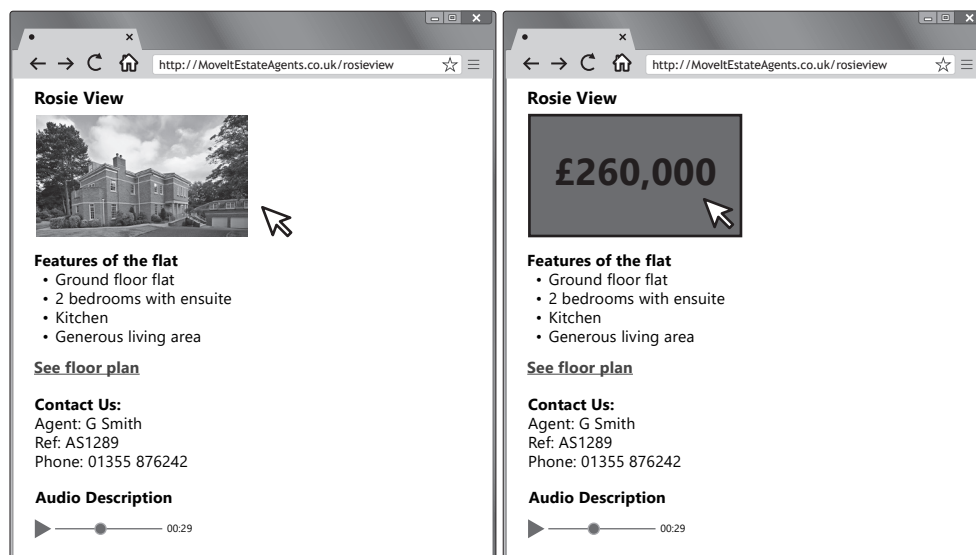 http://MoveItEstateAgents.co.uk/rosieview
Rosie View
Features of the flat
• Ground floor flat
• 2 bedrooms with ensuite
• Kitchen
• Generous living area
See floor plan
Contact Us:
Agent: G Smith
Ref: AS1289
Phone: 01355 876242
Audio Description
00:29
http://MoveItEstateAgents.co.uk/rosieview
Rosie View
£260,000
Features of the flat
• Ground floor flat
• 2 bedrooms with ensuite
• Kitchen
• Generous living area
See floor plan
Contact Us:
Agent: G Smith
Ref: AS1289
Phone: 01355 876242
Audio Description
00:29